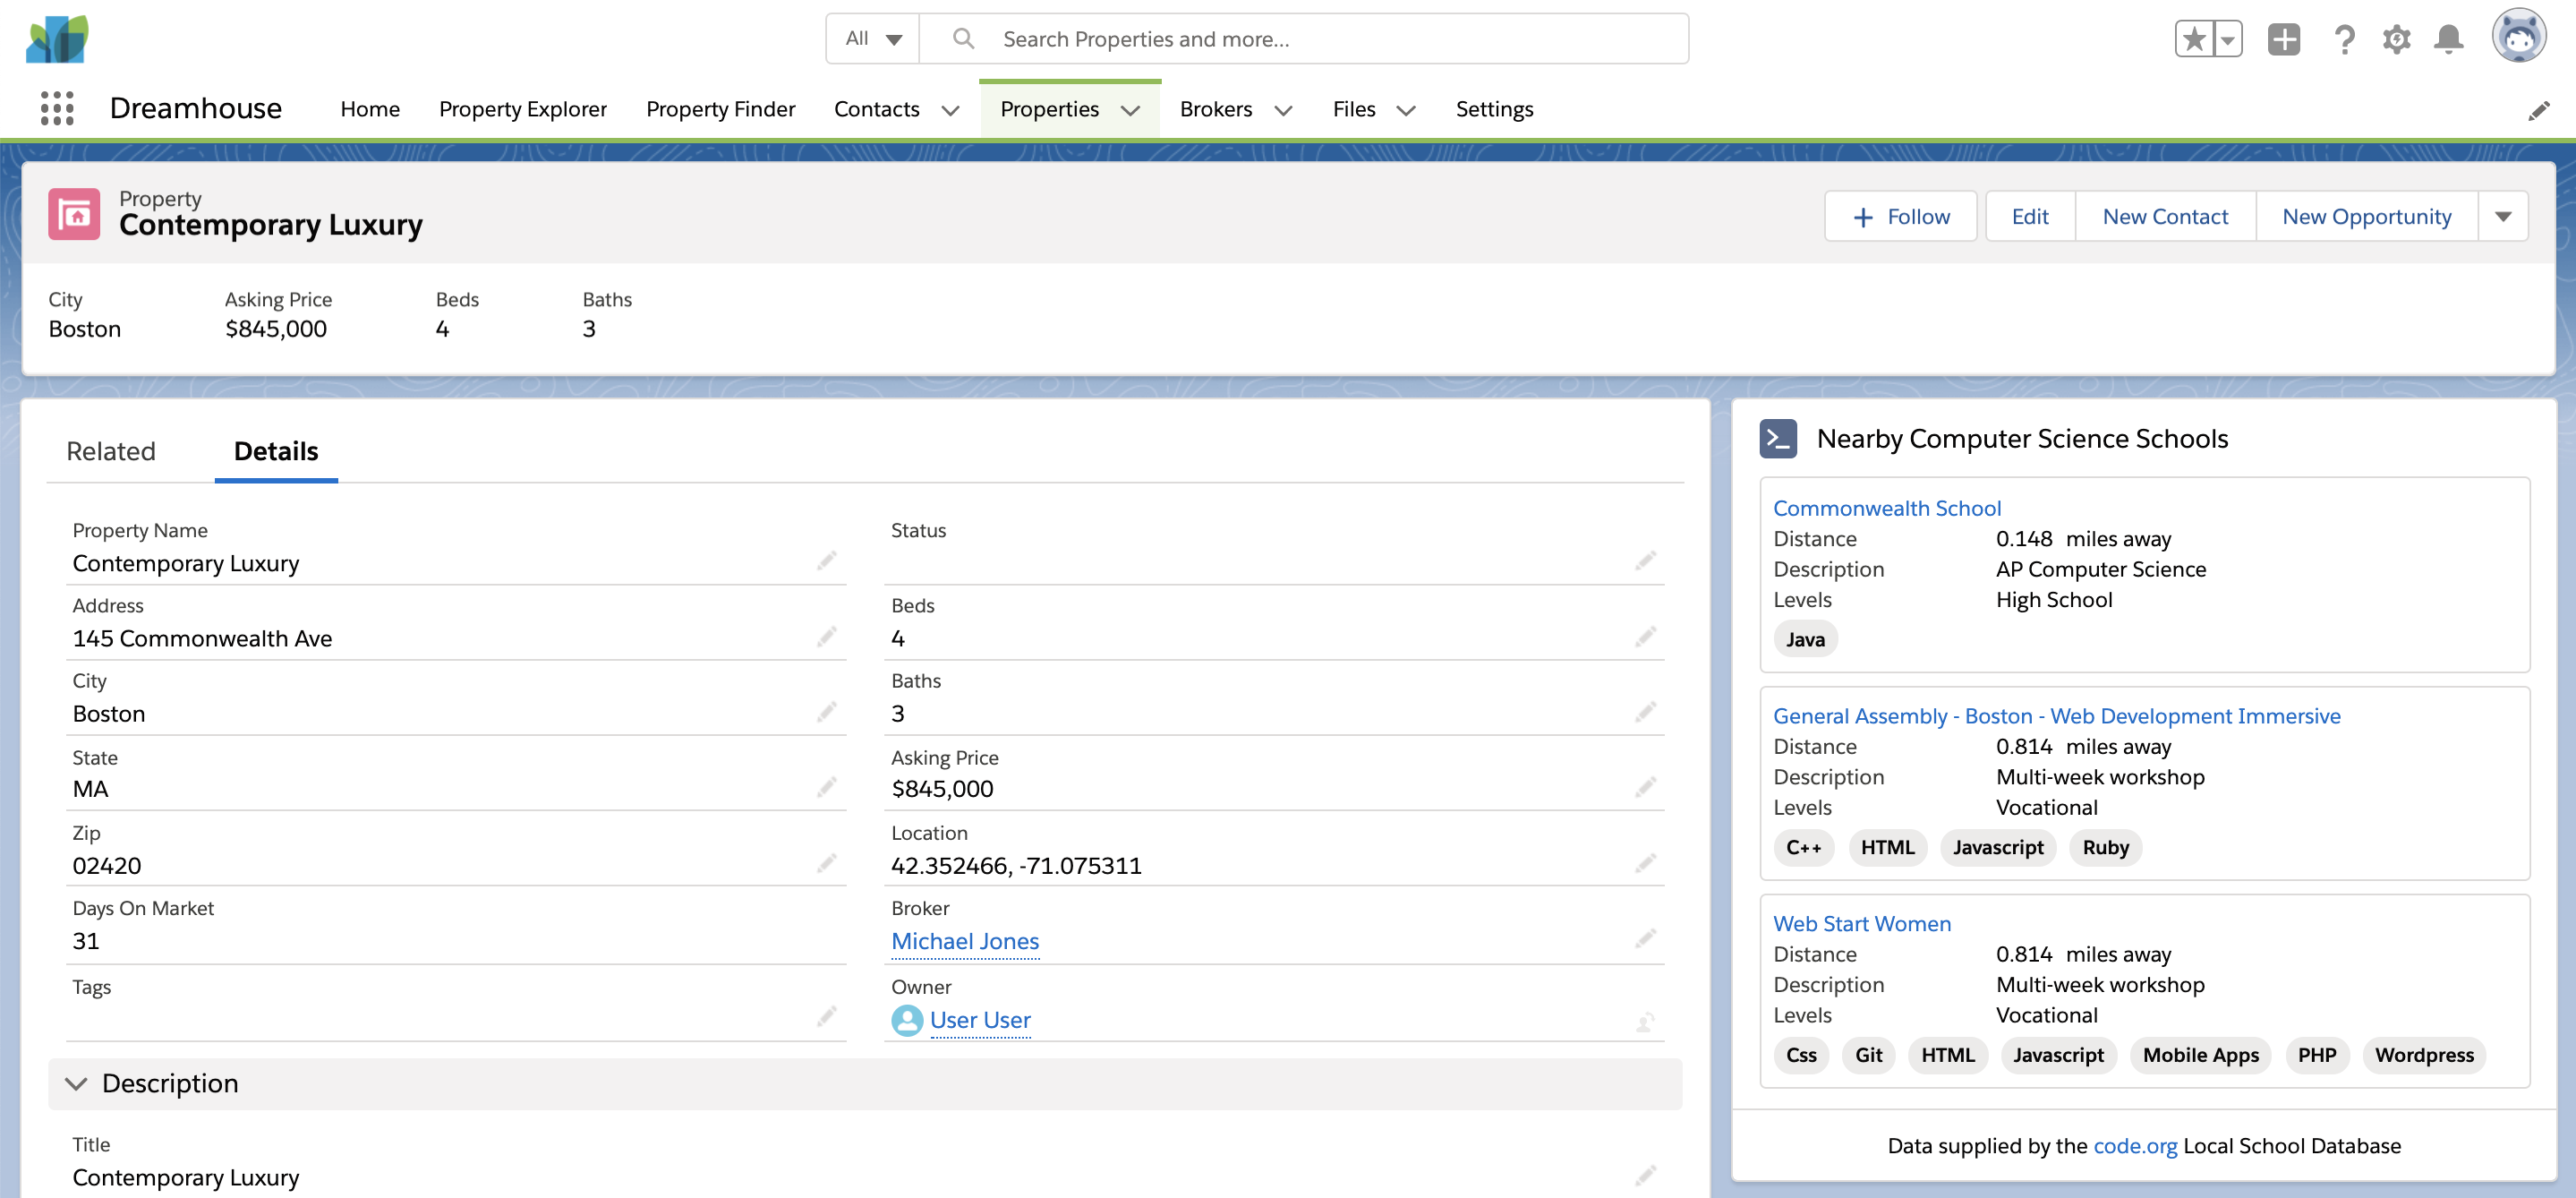 All
Search Properties and more...
Dreamhouse
Home
Property Explorer
Property Finder
Contacts
Properties
Brokers
Files
Settings
Property
Contemporary Luxury
Follow
Edit
New Contact
New Opportunity
City
Asking Price
Beds
Baths
Boston
$845,000
4
3
Related
Details
Property Name
Contemporary Luxury
Status
Address
145 Commonwealth Ave
Beds
4
City
Boston
Baths
3
State
MA
Asking Price
$845,000
Zip
02420
Location
42.352466, -71.075311
Days On Market
31
Broker
Michael Jones
Tags
Owner
User User
Description
Title
Contemporary Luxury
Nearby Computer Science Schools
Commonwealth School
Distance 0.148 miles away
Description AP Computer Science
Levels High School
Java
General Assembly - Boston - Web Development Immersive
Distance 0.814 miles away
Description Multi-week workshop
Levels Vocational
C++ HTML Javascript Ruby
Web Start Women
Distance 0.814 miles away
Description Multi-week workshop
Levels Vocational
Css Git HTML Javascript Mobile Apps PHP Wordpress
Data supplied by the code.org Local School Database